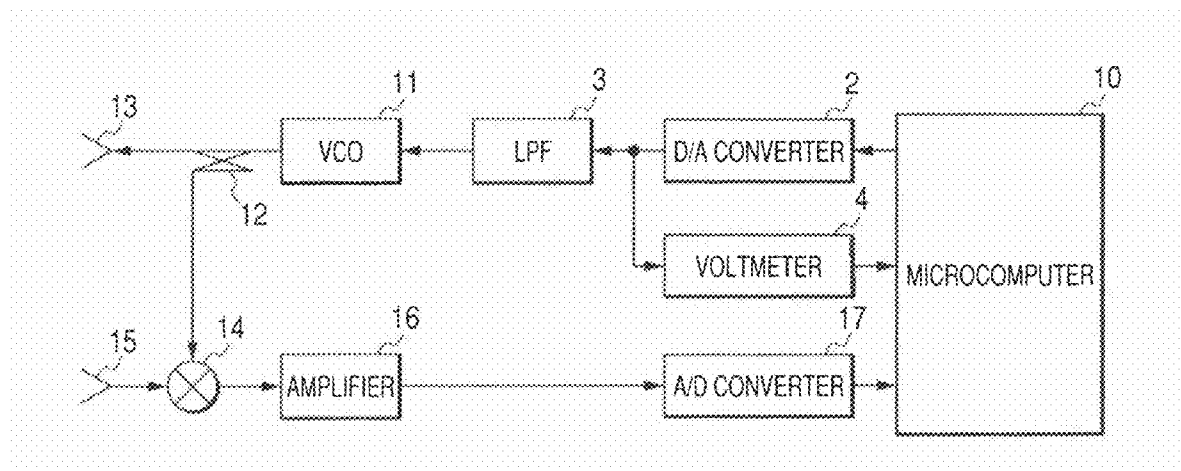 11
3
2
10
13
VCO
LPF
D/A CONVERTER
12
4
VOLTMETER
MICROCOMPUTER
15
14
16
17
AMPLIFIER
A/D CONVERTER